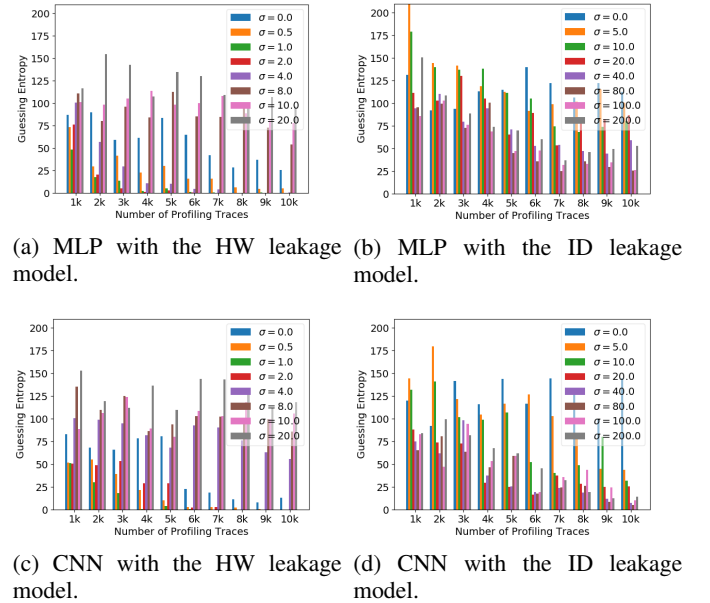 200
175
150
125
100
75
50
25
0
Guessing Entropy
1k 2k 3k 4k 5k 6k 7k 8k 9k 10k
Number of Profiling Traces
σ = 0.0
σ = 0.5
σ = 1.0
σ = 2.0
σ = 4.0
σ = 8.0
σ = 10.0
σ = 20.0
200
175
150
125
100
75
50
25
0
Guessing Entropy
1k 2k 3k 4k 5k 6k 7k 8k 9k 10k
Number of Profiling Traces
σ = 0.0
σ = 5.0
σ = 10.0
σ = 20.0
σ = 40.0
σ = 80.0
σ = 100.0
σ = 200.0
(a) MLP with the HW leakage model.
(b) MLP with the ID leakage model.
200
175
150
125
100
75
50
25
0
Guessing Entropy
1k 2k 3k 4k 5k 6k 7k 8k 9k 10k
Number of Profiling Traces
σ = 0.0
σ = 0.5
σ = 1.0
σ = 2.0
σ = 4.0
σ = 8.0
σ = 10.0
σ = 20.0
200
175
150
125
100
75
50
25
0
Guessing Entropy
1k 2k 3k 4k 5k 6k 7k 8k 9k 10k
Number of Profiling Traces
σ = 0.0
σ = 5.0
σ = 10.0
σ = 20.0
σ = 40.0
σ = 80.0
σ = 100.0
σ = 200.0
(c) CNN with the HW leakage model.
(d) CNN with the ID leakage model.